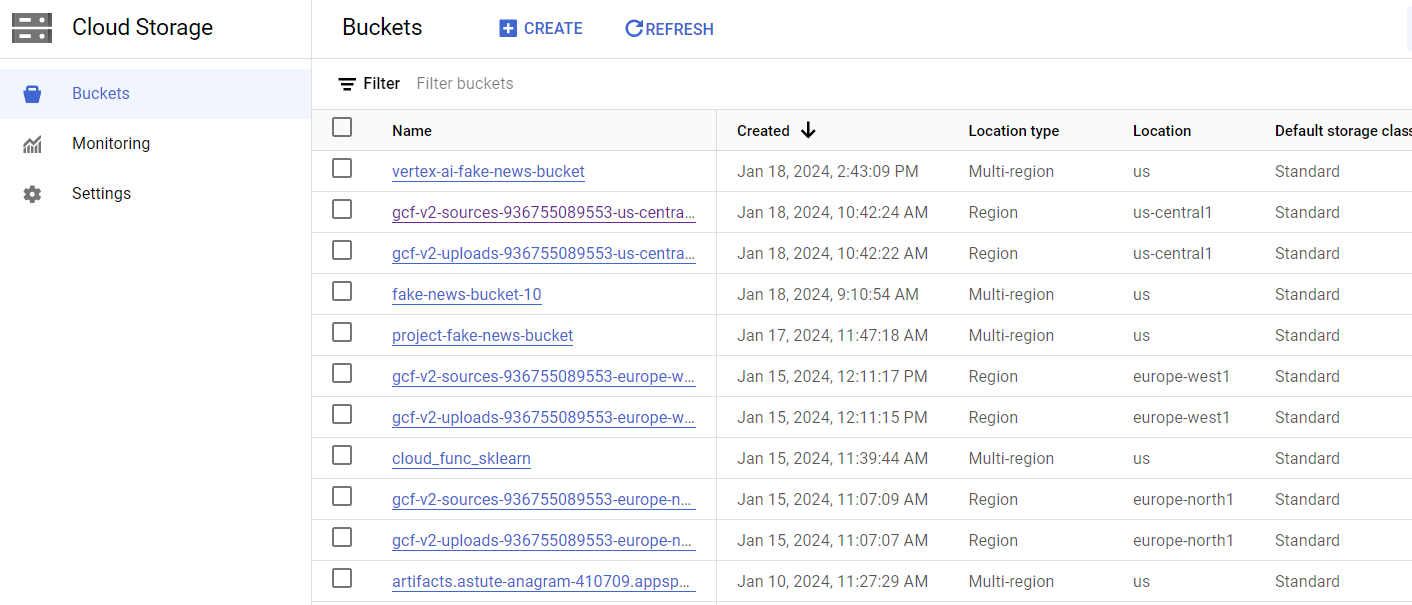 Cloud Storage
Buckets
Monitoring
Settings
Buckets CREATE REFRESH
Filter Filter buckets
Name Created Location type Location Default storage class
vertex-ai-fake-news-bucket Jan 18, 2024, 2:43:09 PM Multi-region us Standard
gcf-v2-sources-936755089553-us-centra... Jan 18, 2024, 10:42:24 AM Region us-central1 Standard
gcf-v2-uploads-936755089553-us-centra... Jan 18, 2024, 10:42:22 AM Region us-central1 Standard
fake-news-bucket-10 Jan 18, 2024, 9:10:54 AM Multi-region us Standard
project-fake-news-bucket Jan 17, 2024, 11:47:18 AM Multi-region us Standard
gcf-v2-sources-936755089553-europe-w... Jan 15, 2024, 12:11:17 PM Region europe-west1 Standard
gcf-v2-uploads-936755089553-europe-w... Jan 15, 2024, 12:11:15 PM Region europe-west1 Standard
cloud_func_sklearn Jan 15, 2024, 11:39:44 AM Multi-region us Standard
gcf-v2-sources-936755089553-europe-n... Jan 15, 2024, 11:07:09 AM Region europe-north1 Standard
gcf-v2-uploads-936755089553-europe-n... Jan 15, 2024, 11:07:07 AM Region europe-north1 Standard
artifacts.astute-anagram-410709.appsp... Jan 10, 2024, 11:27:29 AM Multi-region us Standard